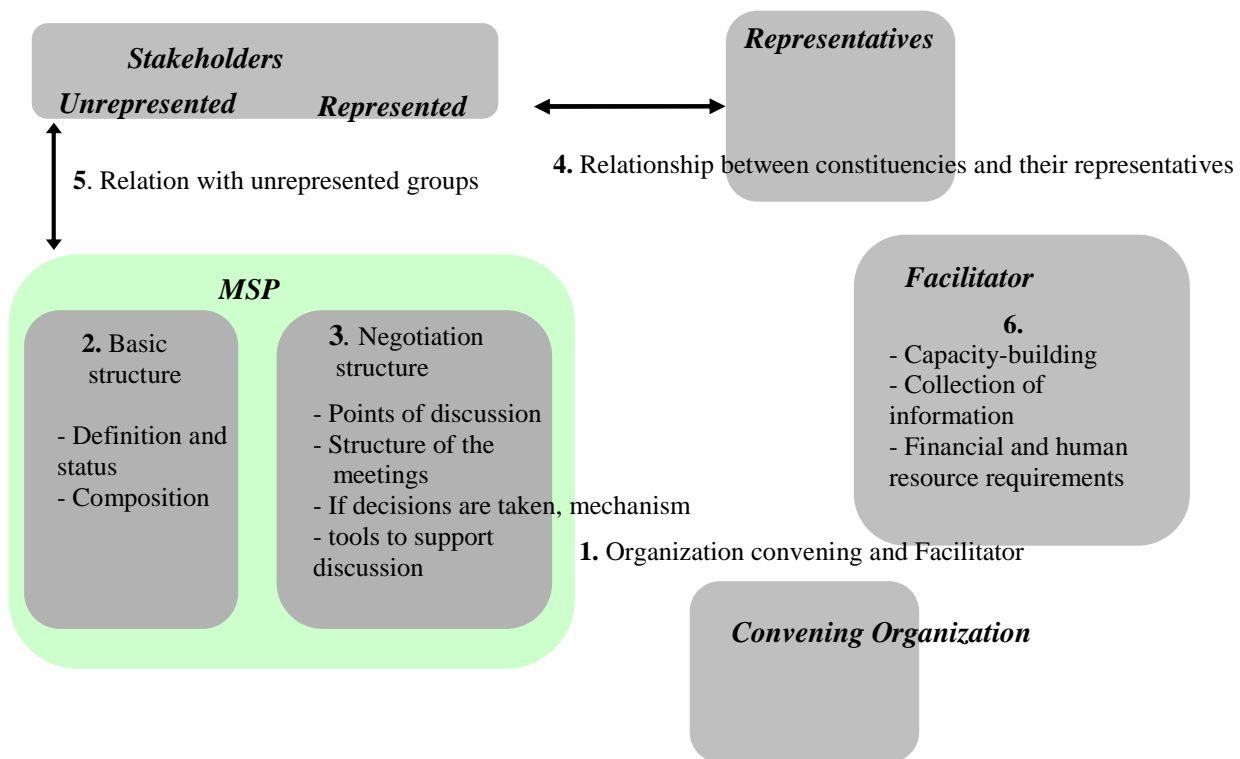 Stakeholders
Unrepresented Represented
Representatives
4. Relationship between constituencies and their representatives
5. Relation with unrepresented groups
MSP
2. Basic
structure
- Definition and
status
- Composition
3. Negotiation
structure
- Points of discussion
- Structure of the
meetings
- If decisions are taken, mechanism
- tools to support
discussion
Facilitator
6.
- Capacity-building
- Collection of
information
- Financial and human
resource requirements
1. Organization convening and Facilitator
Convening Organization